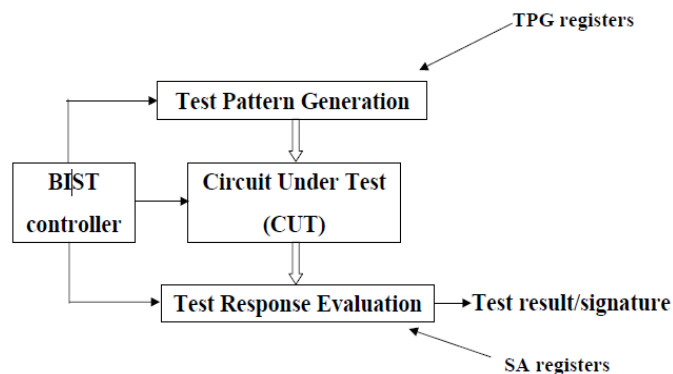 TPG registers
Test Pattern Generation
BIST
controller
Circuit Under Test
(CUT)
Test Response Evaluation
Test result/signature
SA registers